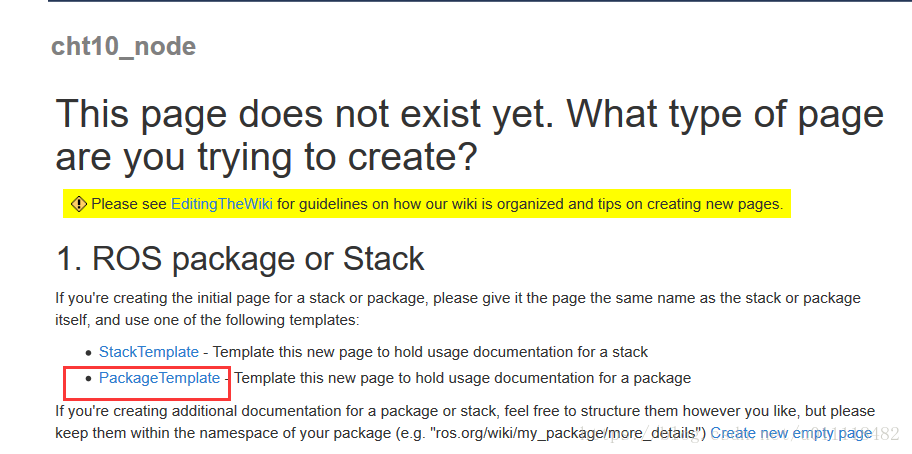 cht10_node
This page does not exist yet. What type of page
are you trying to create?
Please see EditingTheWiki for guidelines on how our wiki is organized and tips on creating new pages.
1. ROS package or Stack
If you're creating the initial page for a stack or package, please give it the page the same name as the stack or package
itself, and use one of the following templates:
StackTemplate - Template this new page to hold usage documentation for a stack
PackageTemplate - Template this new page to hold usage documentation for a package
If you're creating additional documentation for a package or stack, feel free to structure them however you like, but please
keep them within the namespace of your package (e.g. "ros.org/wiki/my_package/more_details") Create new empty page